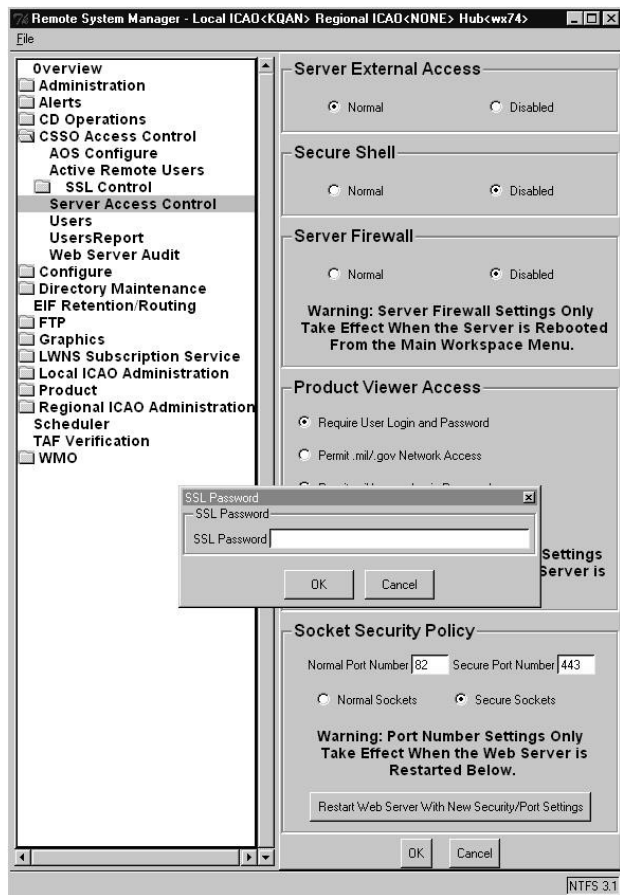 Remote System Manager - Local ICAO<KQAN> Regional ICAO<NONE> Hub<wx74>
File
Overview
Administration
Alerts
CD Operations
CSSO Access Control
AOS Configure
Active Remote Users
SSL Control
Server Access Control
Users
UsersReport
Web Server Audit
Configure
Directory Maintenance
EIF Retention/Routing
FTP
Graphics
LWNS Subscription Service
Local ICAO Administration
Product
Regional ICAO Administration
Scheduler
TAF Verification
WMO
Server External Access
Normal Disabled
Secure Shell
Normal Disabled
Server Firewall
Normal Disabled
Warning: Server Firewall Settings Only
Take Effect When the Server is Rebooted
From the Main Workspace Menu.
Product Viewer Access
Require User Login and Password
Permit .mil/.gov Network Access
SSL Password
SSL Password
SSL Password
OK Cancel
Settings
Server is
Socket Security Policy
Normal Port Number 82 Secure Port Number 443
Normal Sockets Secure Sockets
Warning: Port Number Settings Only
Take Effect When the Web Server is
Restarted Below.
Restart Web Server With New Security/Port Settings
OK Cancel
NTFS 3.1